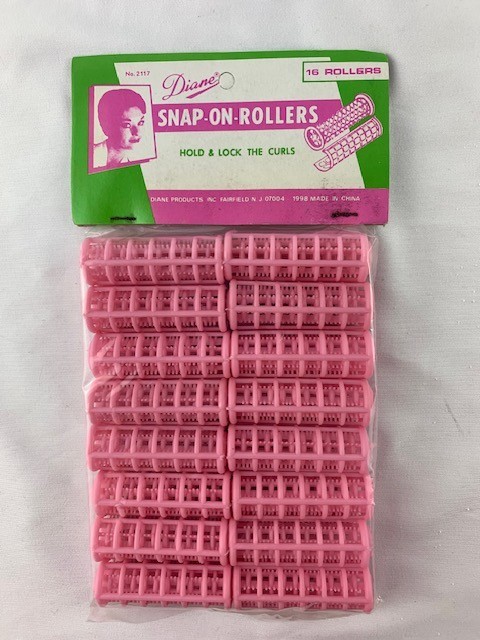 No. 2117
Diane®
16 ROLLERS
SNAP-ON-ROLLERS
HOLD & LOCK THE CURLS
DIANE PRODUCTS INC. FAIRFIELD N.J. 07004 1998 MADE IN CHINA